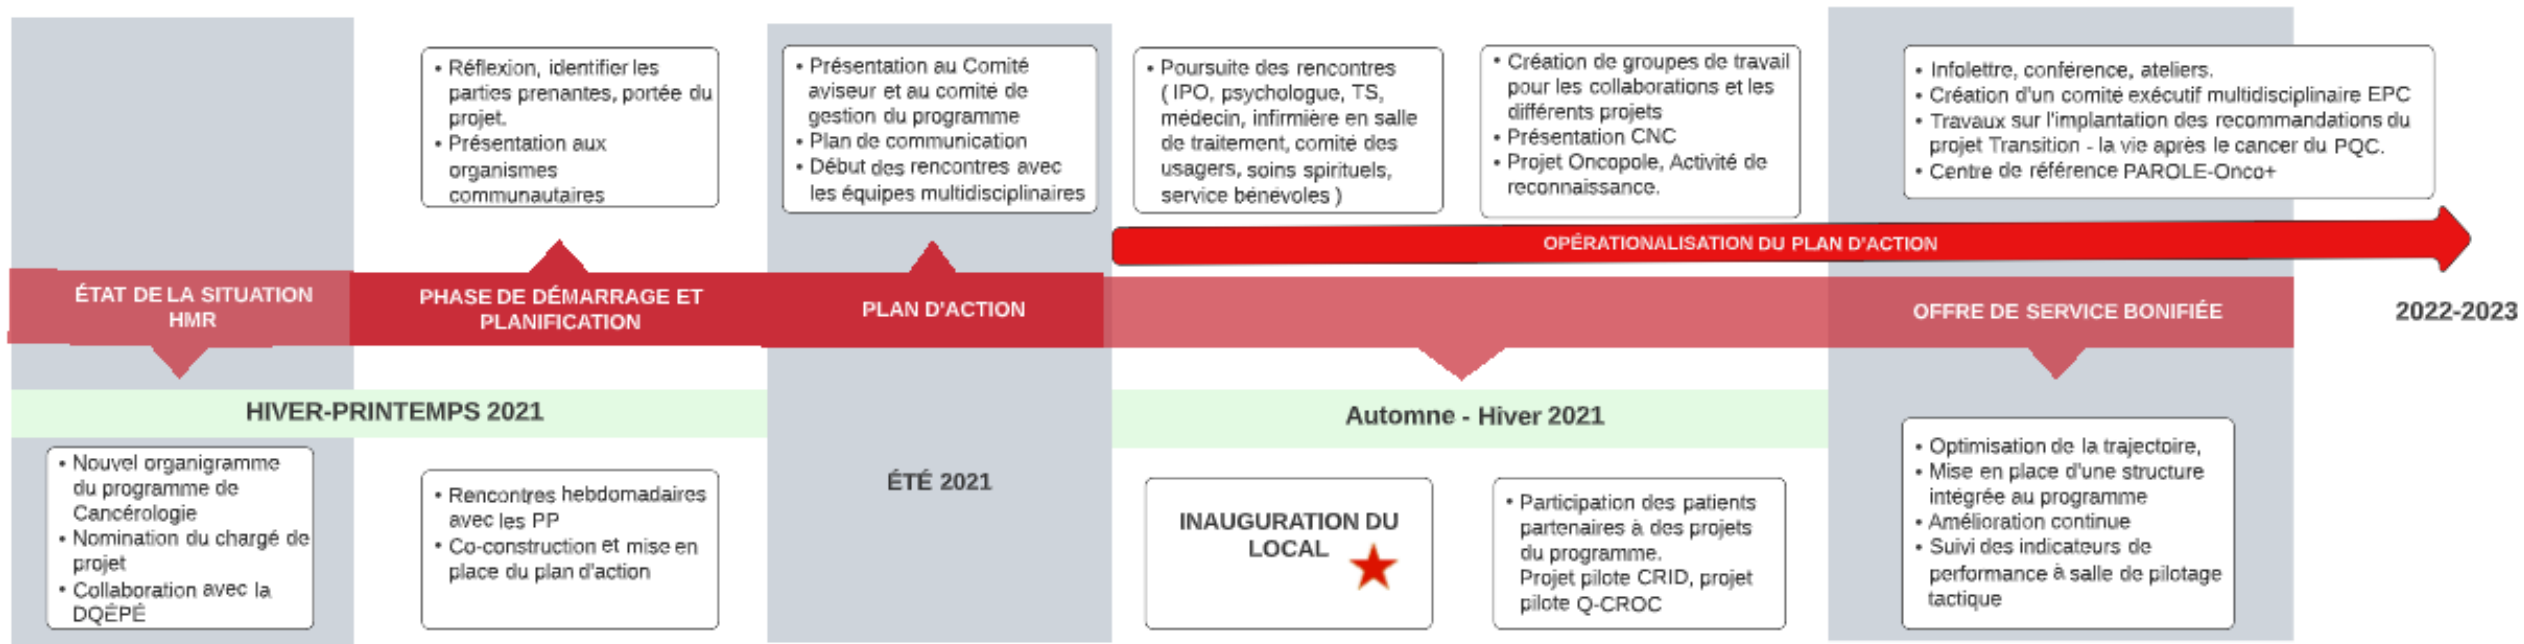 • Réflexion, identifier les
parties prenantes, portée du
projet.
• Présentation aux
organismes
communautaires
• Présentation au Comité
aviseur et au comité de
gestion du programme
• Plan de communication
• Début des rencontres avec
les équipes multidisciplinaires
• Poursuite des rencontres
( IPO, psychologue, TS,
médecin, infirmière en salle
de traitement, comité des
usagers, soins spirituels,
service bénévoles )
• Création de groupes de travail
pour les collaborations et les
différents projets
• Présentation CNC
• Projet Oncopole, Activité de
reconnaissance.
• Infolettre, conférence, ateliers.
• Création d'un comité exécutif multidisciplinaire EPC
• Travaux sur l'implantation des recommandations du
projet Transition - la vie après le cancer du PQC.
• Centre de référence PAROLE-Onco+
OPÉRATIONALISATION DU PLAN D'ACTION
ÉTAT DE LA SITUATION
HMR
PHASE DE DÉMARRAGE ET
PLANIFICATION
PLAN D'ACTION
OFFRE DE SERVICE BONIFIÉE
2022-2023
HIVER-PRINTEMPS 2021
Automne - Hiver 2021
• Nouvel organigramme
du programme de
Cancérologie
• Nomination du chargé de
projet
• Collaboration avec la
DQÉPÉ
• Rencontres hebdomadaires
avec les PP
• Co-construction et mise en
place du plan d'action
ÉTÉ 2021
INAUGURATION DU
LOCAL
• Participation des patients
partenaires à des projets
du programme.
Projet pilote CRID, projet
pilote Q-CROC
• Optimisation de la trajectoire,
• Mise en place d'une structure
intégrée au programme
• Amélioration continue
• Suivi des indicateurs de
performance à salle de pilotage
tactique